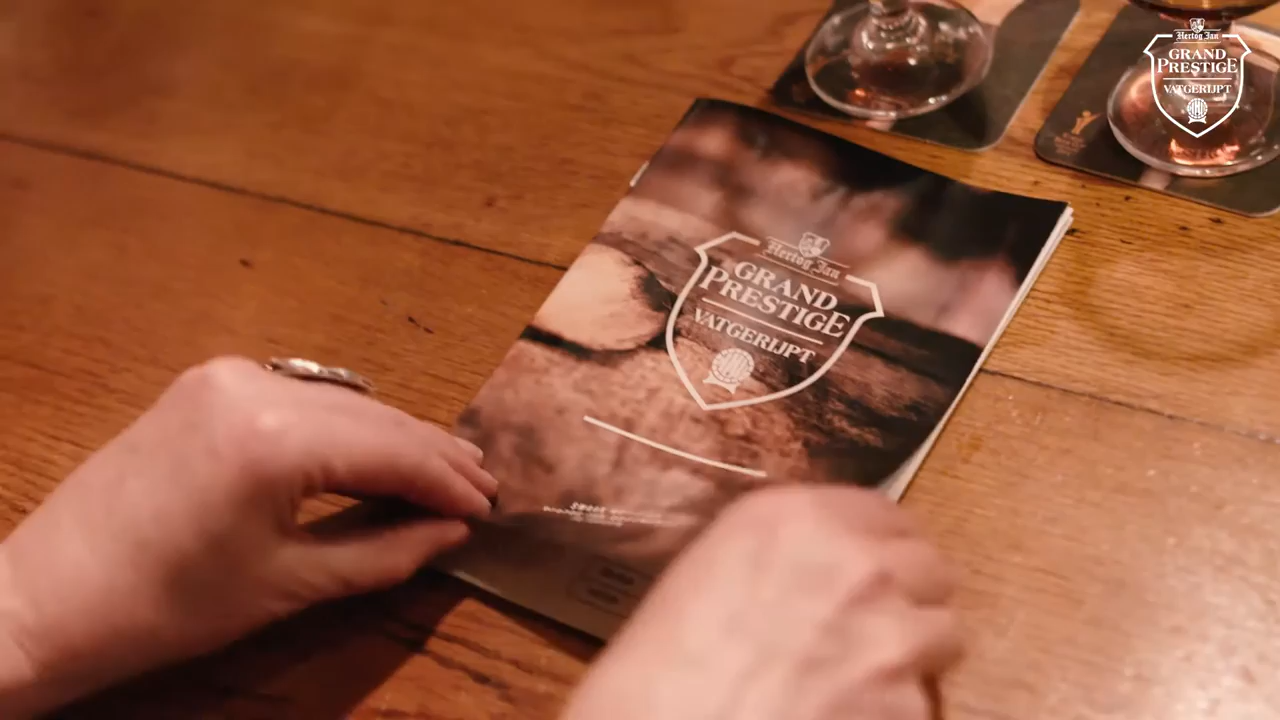 Hertog Jan
GRAND
PRESTIGE
VATGERIJPT
Hertog Jan
GRAND
PRESTIGE
VATGERIJPT